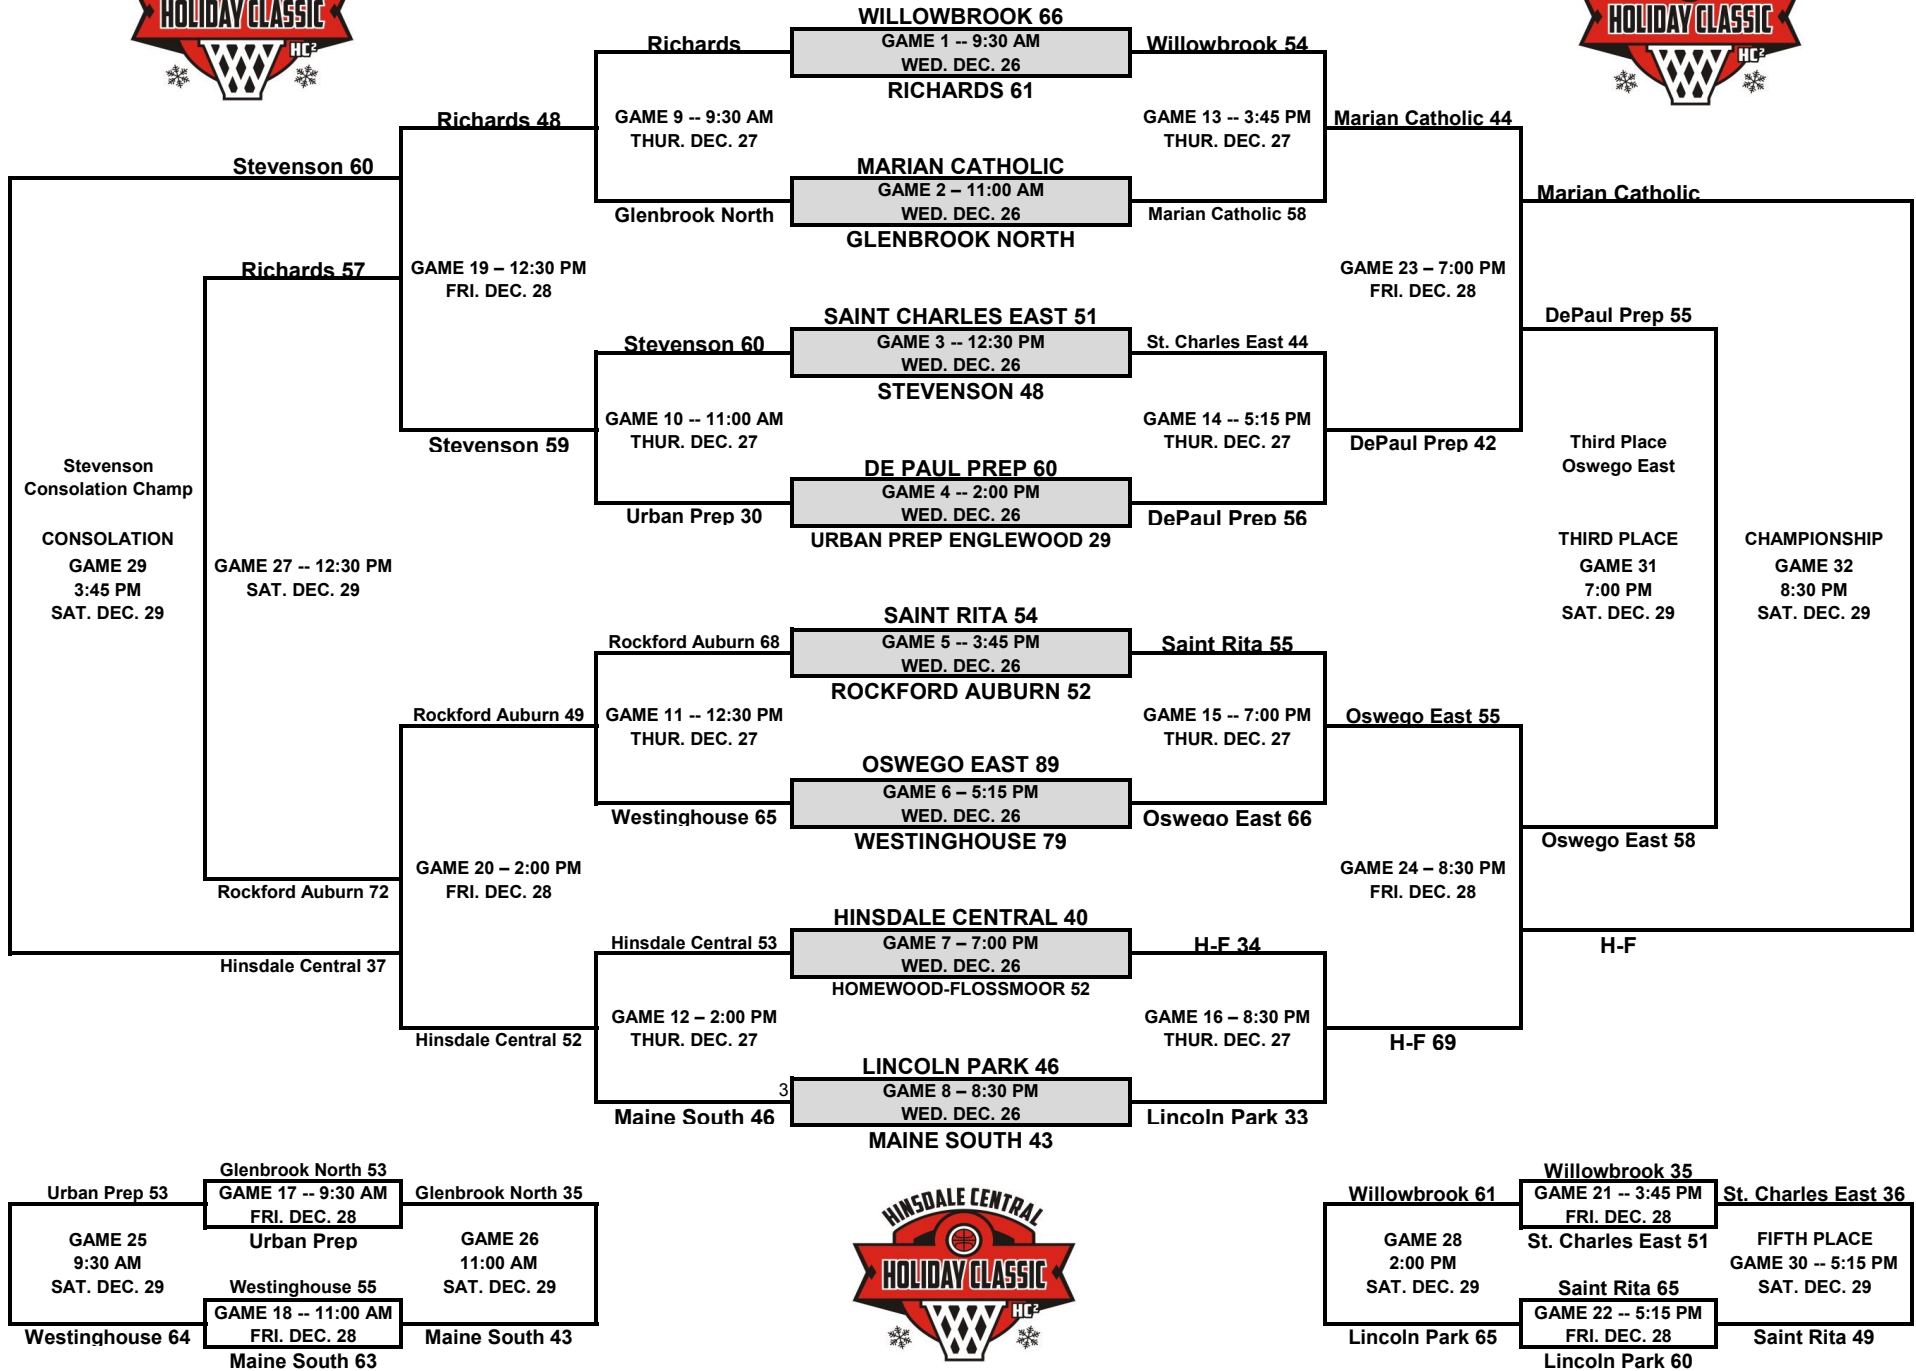 HOLIDAY CLASSIC
HC²
HOLIDAY CLASSIC
HC²
WILLOWBROOK 66
Richards
GAME 1 -- 9:30 AM
WED. DEC. 26
Willowbrook 54
RICHARDS 61
Richards 48
GAME 9 -- 9:30 AM
THUR. DEC. 27
GAME 13 -- 3:45 PM
THUR. DEC. 27
Marian Catholic 44
Stevenson 60
MARIAN CATHOLIC
GAME 2 – 11:00 AM
WED. DEC. 26
Marian Catholic
Glenbrook North
Marian Catholic 58
GLENBROOK NORTH
Richards 57
GAME 19 – 12:30 PM
FRI. DEC. 28
GAME 23 – 7:00 PM
FRI. DEC. 28
SAINT CHARLES EAST 51
DePaul Prep 55
Stevenson 60
GAME 3 -- 12:30 PM
WED. DEC. 26
St. Charles East 44
STEVENSON 48
GAME 10 -- 11:00 AM
THUR. DEC. 27
GAME 14 -- 5:15 PM
THUR. DEC. 27
Stevenson 59
DePaul Prep 42
Third Place
Oswego East
Stevenson
Consolation Champ
DE PAUL PREP 60
GAME 4 -- 2:00 PM
WED. DEC. 26
Urban Prep 30
DePaul Prep 56
URBAN PREP ENGLEWOOD 29
CONSOLATION
GAME 29
3:45 PM
SAT. DEC. 29
GAME 27 -- 12:30 PM
SAT. DEC. 29
THIRD PLACE
GAME 31
7:00 PM
SAT. DEC. 29
CHAMPIONSHIP
GAME 32
8:30 PM
SAT. DEC. 29
SAINT RITA 54
Rockford Auburn 68
GAME 5 -- 3:45 PM
WED. DEC. 26
Saint Rita 55
ROCKFORD AUBURN 52
Rockford Auburn 49
GAME 11 -- 12:30 PM
THUR. DEC. 27
GAME 15 -- 7:00 PM
THUR. DEC. 27
Oswego East 55
OSWEGO EAST 89
GAME 6 – 5:15 PM
WED. DEC. 26
Westinghouse 65
Oswego East 66
WESTINGHOUSE 79
Oswego East 58
GAME 20 – 2:00 PM
FRI. DEC. 28
GAME 24 – 8:30 PM
FRI. DEC. 28
Rockford Auburn 72
HINSDALE CENTRAL 40
Hinsdale Central 53
GAME 7 – 7:00 PM
WED. DEC. 26
H-F 34
H-F
Hinsdale Central 37
HOMEWOOD-FLOSSMOOR 52
GAME 12 – 2:00 PM
THUR. DEC. 27
GAME 16 – 8:30 PM
THUR. DEC. 27
Hinsdale Central 52
H-F 69
LINCOLN PARK 46
3
GAME 8 – 8:30 PM
WED. DEC. 26
Maine South 46
Lincoln Park 33
MAINE SOUTH 43
Glenbrook North 53
Urban Prep 53
GAME 17 -- 9:30 AM
FRI. DEC. 28
Glenbrook North 35
Urban Prep
GAME 25
9:30 AM
SAT. DEC. 29
GAME 26
11:00 AM
SAT. DEC. 29
Westinghouse 55
GAME 18 -- 11:00 AM
FRI. DEC. 28
Westinghouse 64
Maine South 43
Maine South 63
HINSDALE CENTRAL
HOLIDAY CLASSIC
HC²
Willowbrook 35
Willowbrook 61
GAME 21 -- 3:45 PM
FRI. DEC. 28
St. Charles East 36
St. Charles East 51
GAME 28
2:00 PM
SAT. DEC. 29
FIFTH PLACE
GAME 30 -- 5:15 PM
SAT. DEC. 29
Saint Rita 65
GAME 22 -- 5:15 PM
FRI. DEC. 28
Lincoln Park 65
Saint Rita 49
Lincoln Park 60